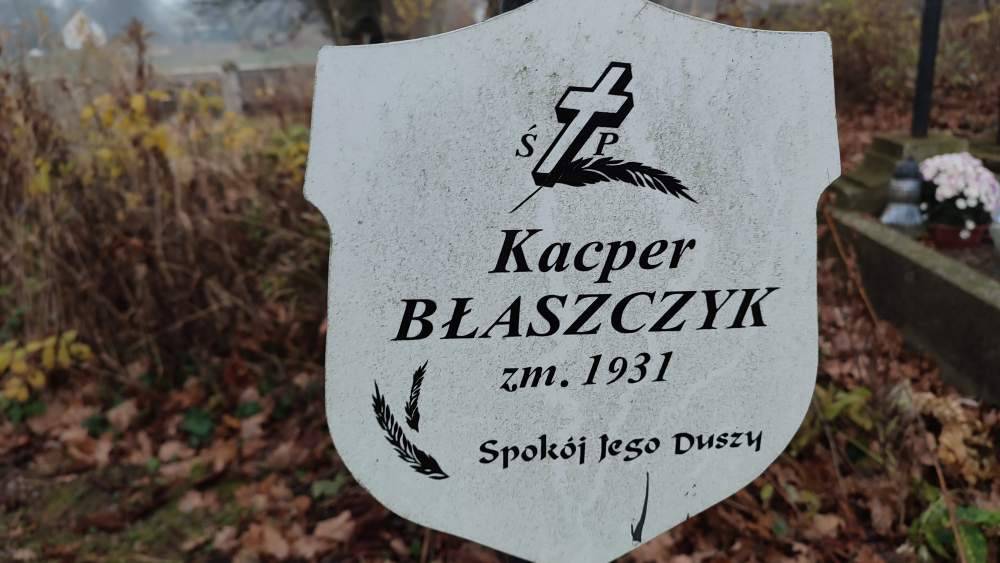 Ś P
Kacper
BŁASZCZYK
zm. 1931
Spokój Jego Duszy